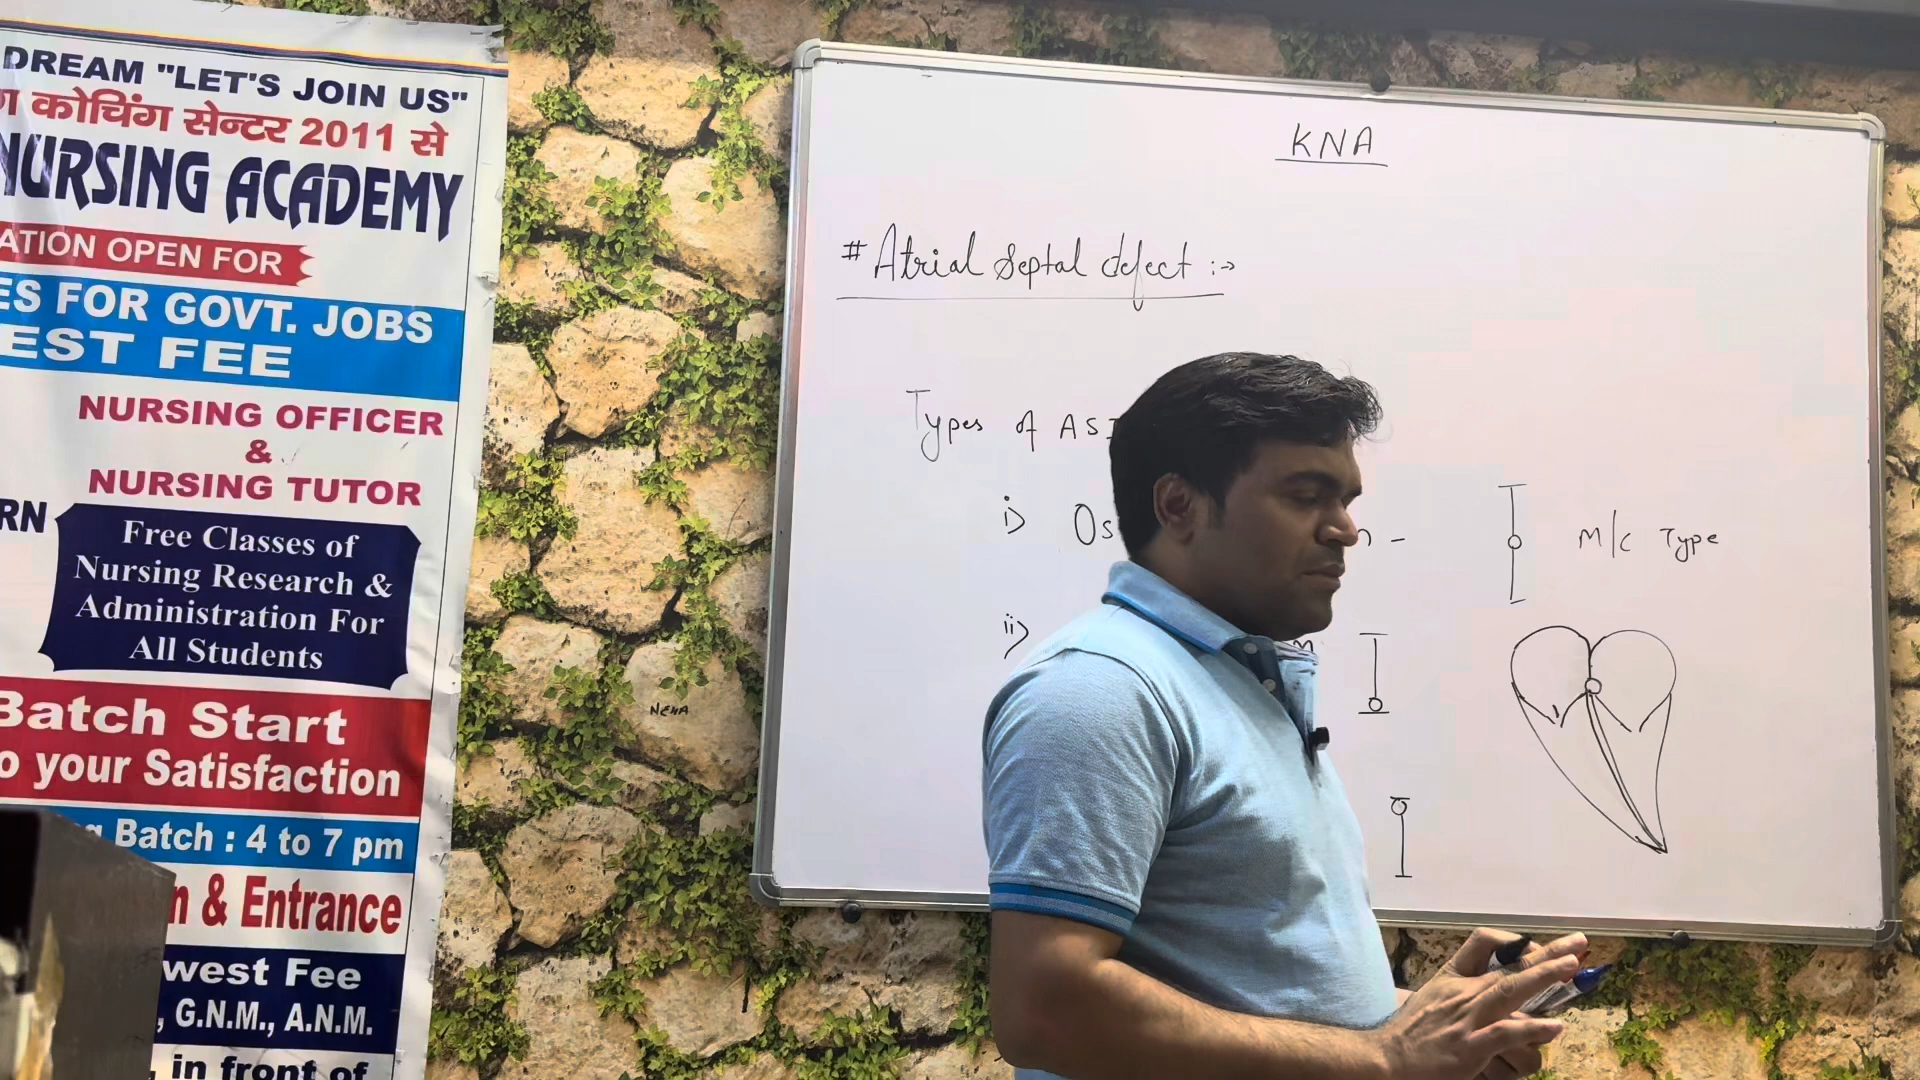 DREAM "LET'S JOIN US"
कोचिंग सेन्टर 2011 से
NURSING ACADEMY
ATION OPEN FOR
ES FOR GOVT. JOBS
EST FEE
NURSING OFFICER
&
NURSING TUTOR
RN
Free Classes of
Nursing Research &
Administration For
All Students
Batch Start
o your Satisfaction
Batch : 4 to 7 pm
n & Entrance
west Fee
, G.N.M., A.N.M.
in front of
NEHA
KNA
# Atrial Septal defect :->
Types of AS
i) Os n - M/c Type
ii) m